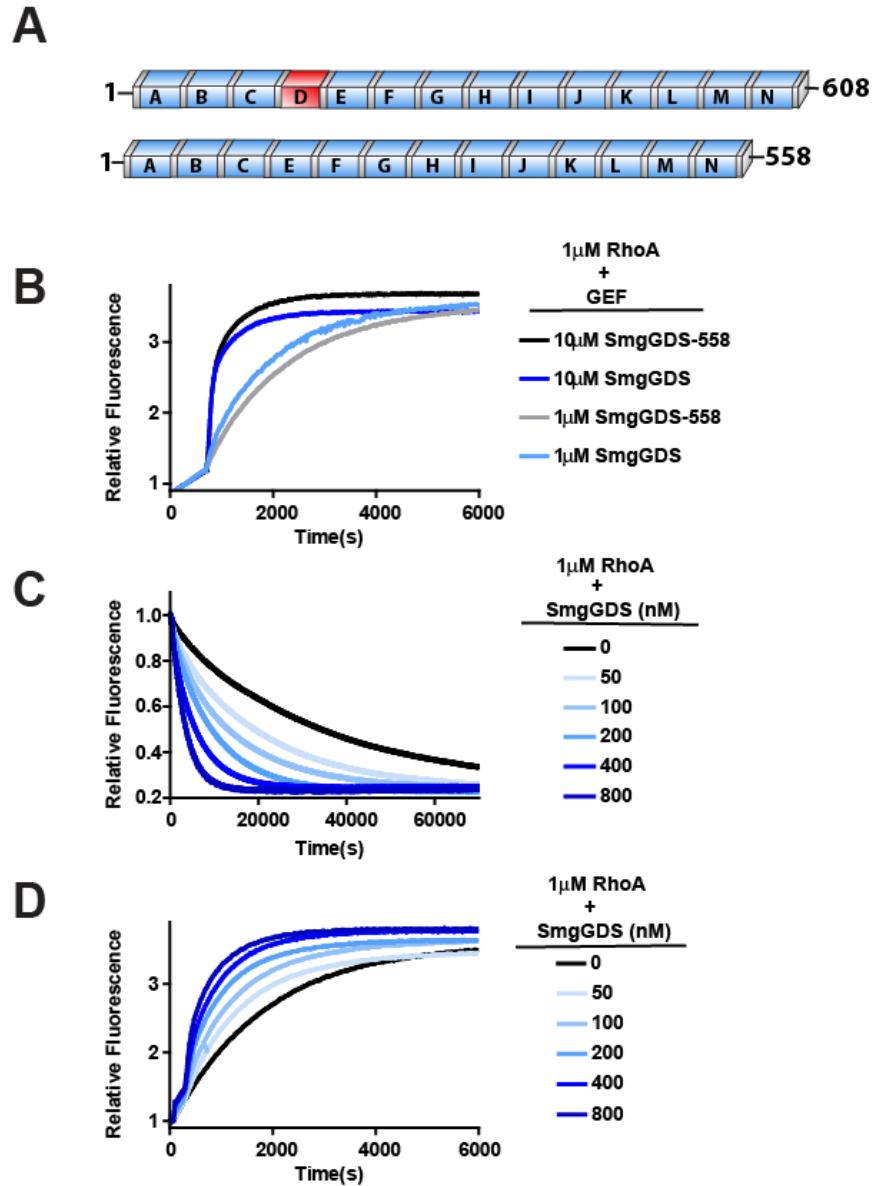 A
1 A B C D E F G H I J K L M N 608
1 A B C E F G H I J K L M N 558
B
1µM RhoA
+
GEF
10µM SmgGDS-558
10µM SmgGDS
1µM SmgGDS-558
1µM SmgGDS
Relative Fluorescence
3
2
1
0 2000 4000 6000
Time(s)
C
1µM RhoA
+
SmgGDS (nM)
0
50
100
200
400
800
Relative Fluorescence
1.0
0.8
0.6
0.4
0.2
0 20000 40000 60000
Time(s)
D
1µM RhoA
+
SmgGDS (nM)
0
50
100
200
400
800
Relative Fluorescence
3
2
1
0 2000 4000 6000
Time(s)